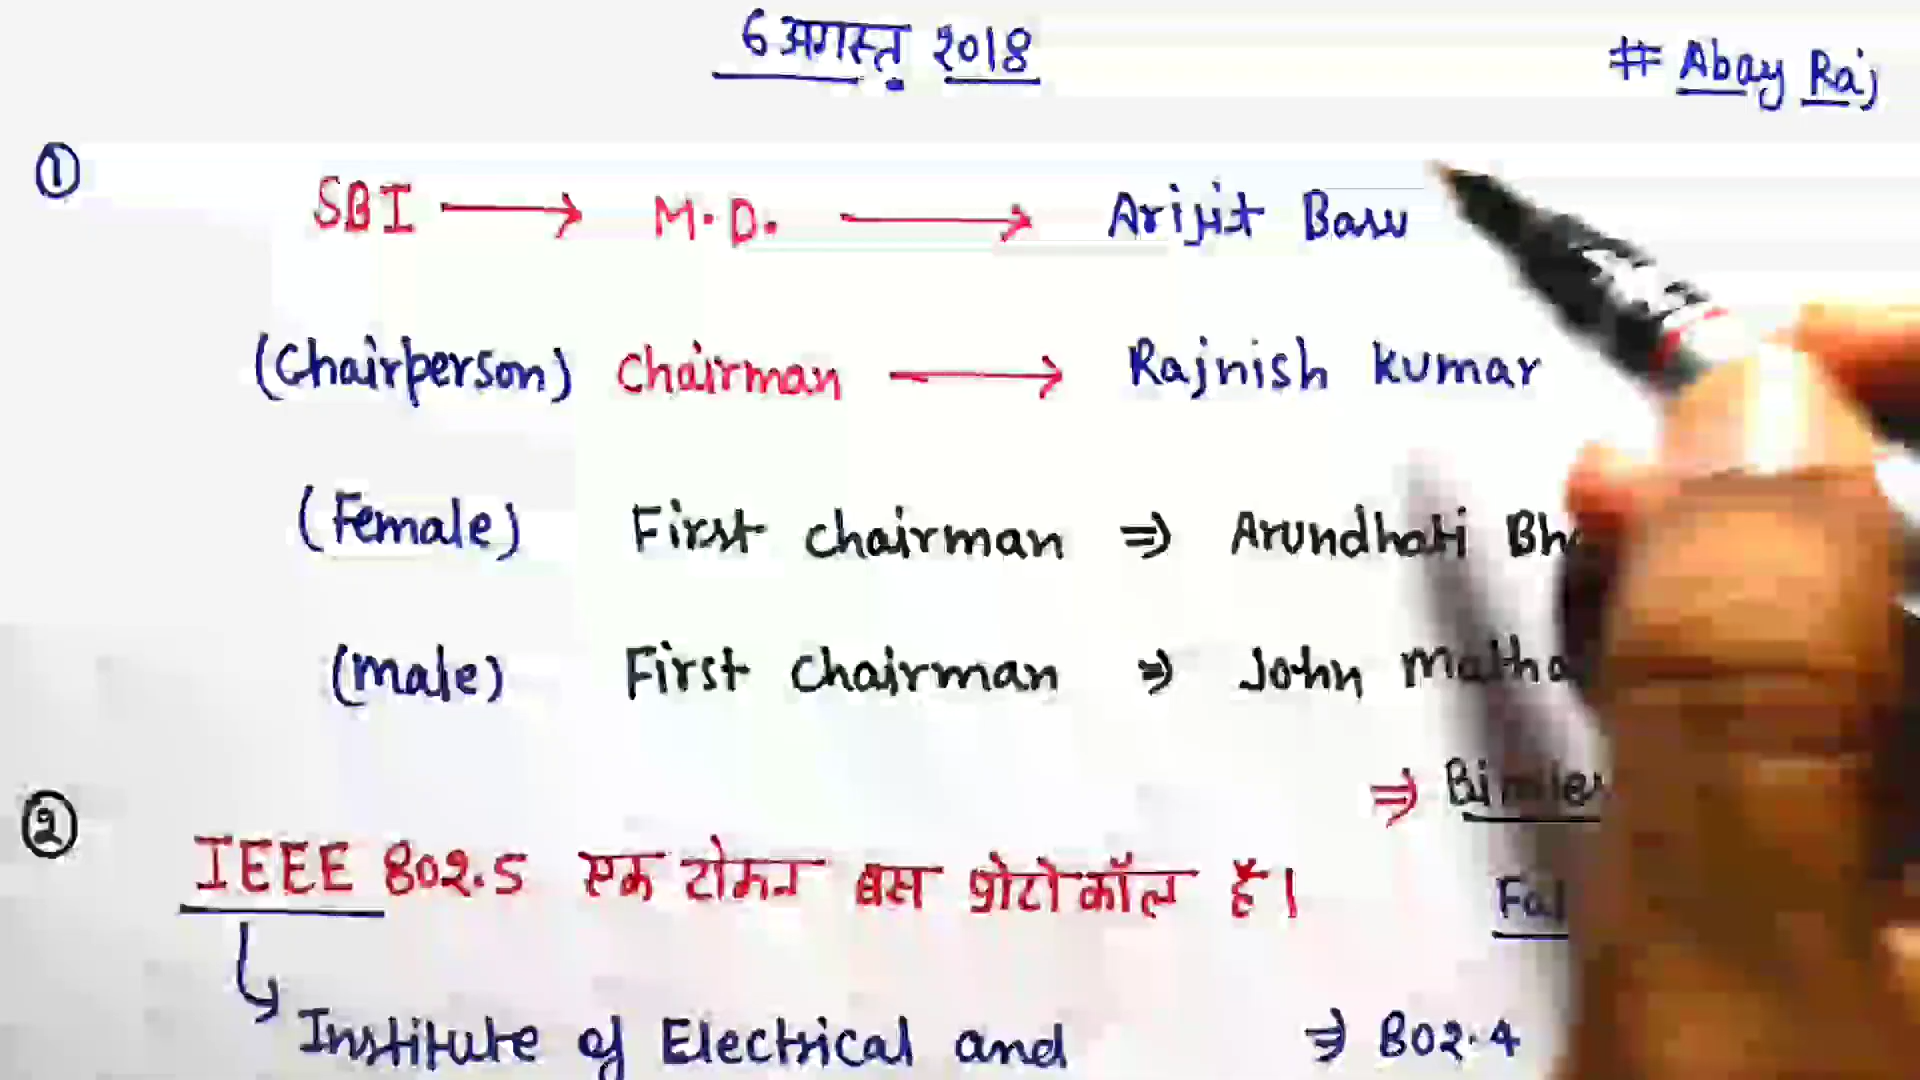 6 अगस्त 2018
# Abay Raj
① SBI → M.D. → Arijit Basu
(Chairperson) Chairman → Rajnish Kumar
(Female) First chairman ⇒ Arundhati
(male) First chairman ⇒ John
⇒
② IEEE 802.5 एक टोकन बस प्रोटोकॉल है।
Institute of Electrical and
⇒ 802.4